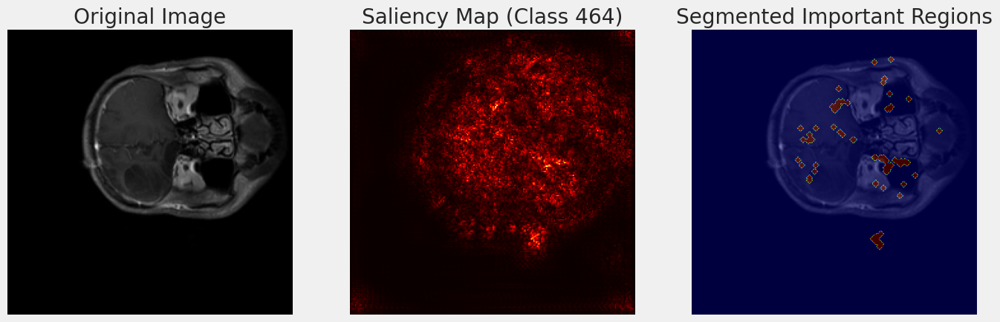 Original Image
Saliency Map (Class 464)
Segmented Important Regions